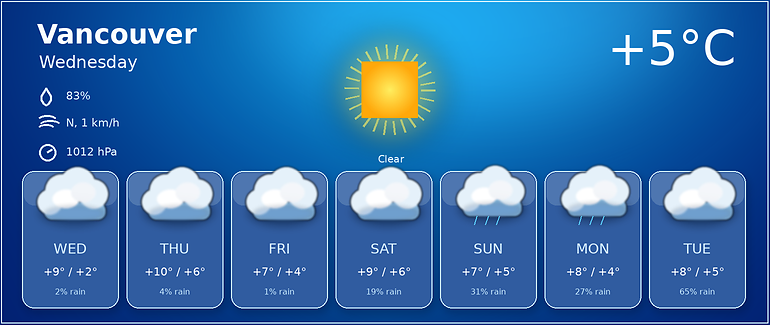 Vancouver
Wednesday
+5°C
83%
N, 1 km/h
1012 hPa
Clear
WED
+9° / +2°
2% rain
THU
+10° / +6°
4% rain
FRI
+7° / +4°
1% rain
SAT
+9° / +6°
19% rain
SUN
+7° / +5°
31% rain
MON
+8° / +4°
27% rain
TUE
+8° / +5°
65% rain